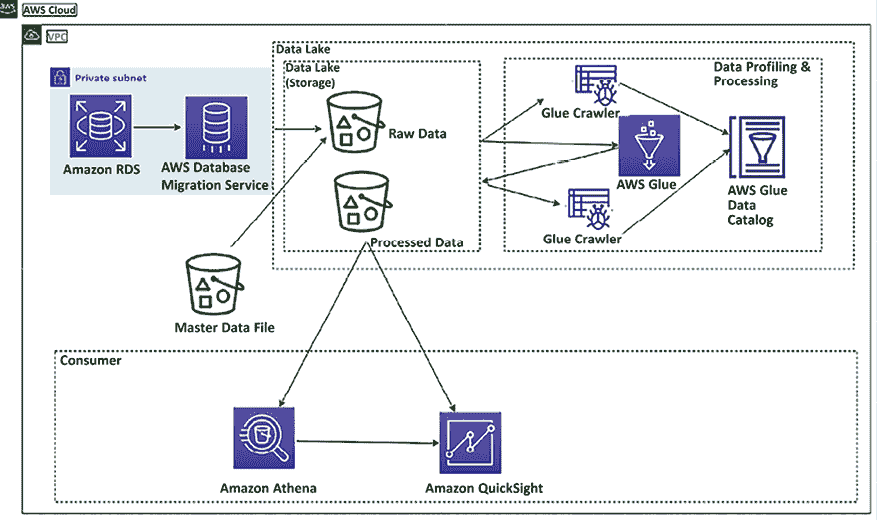 AWS Cloud
VPC
Data Lake
Private subnet
Data Lake
(Storage)
Data Profiling &
Processing
Raw Data
Glue Crawler
Amazon RDS
AWS Database
Migration Service
AWS Glue
AWS Glue
Data
Catalog
Processed Data
Glue Crawler
Master Data File
Consumer
Amazon Athena
Amazon QuickSight